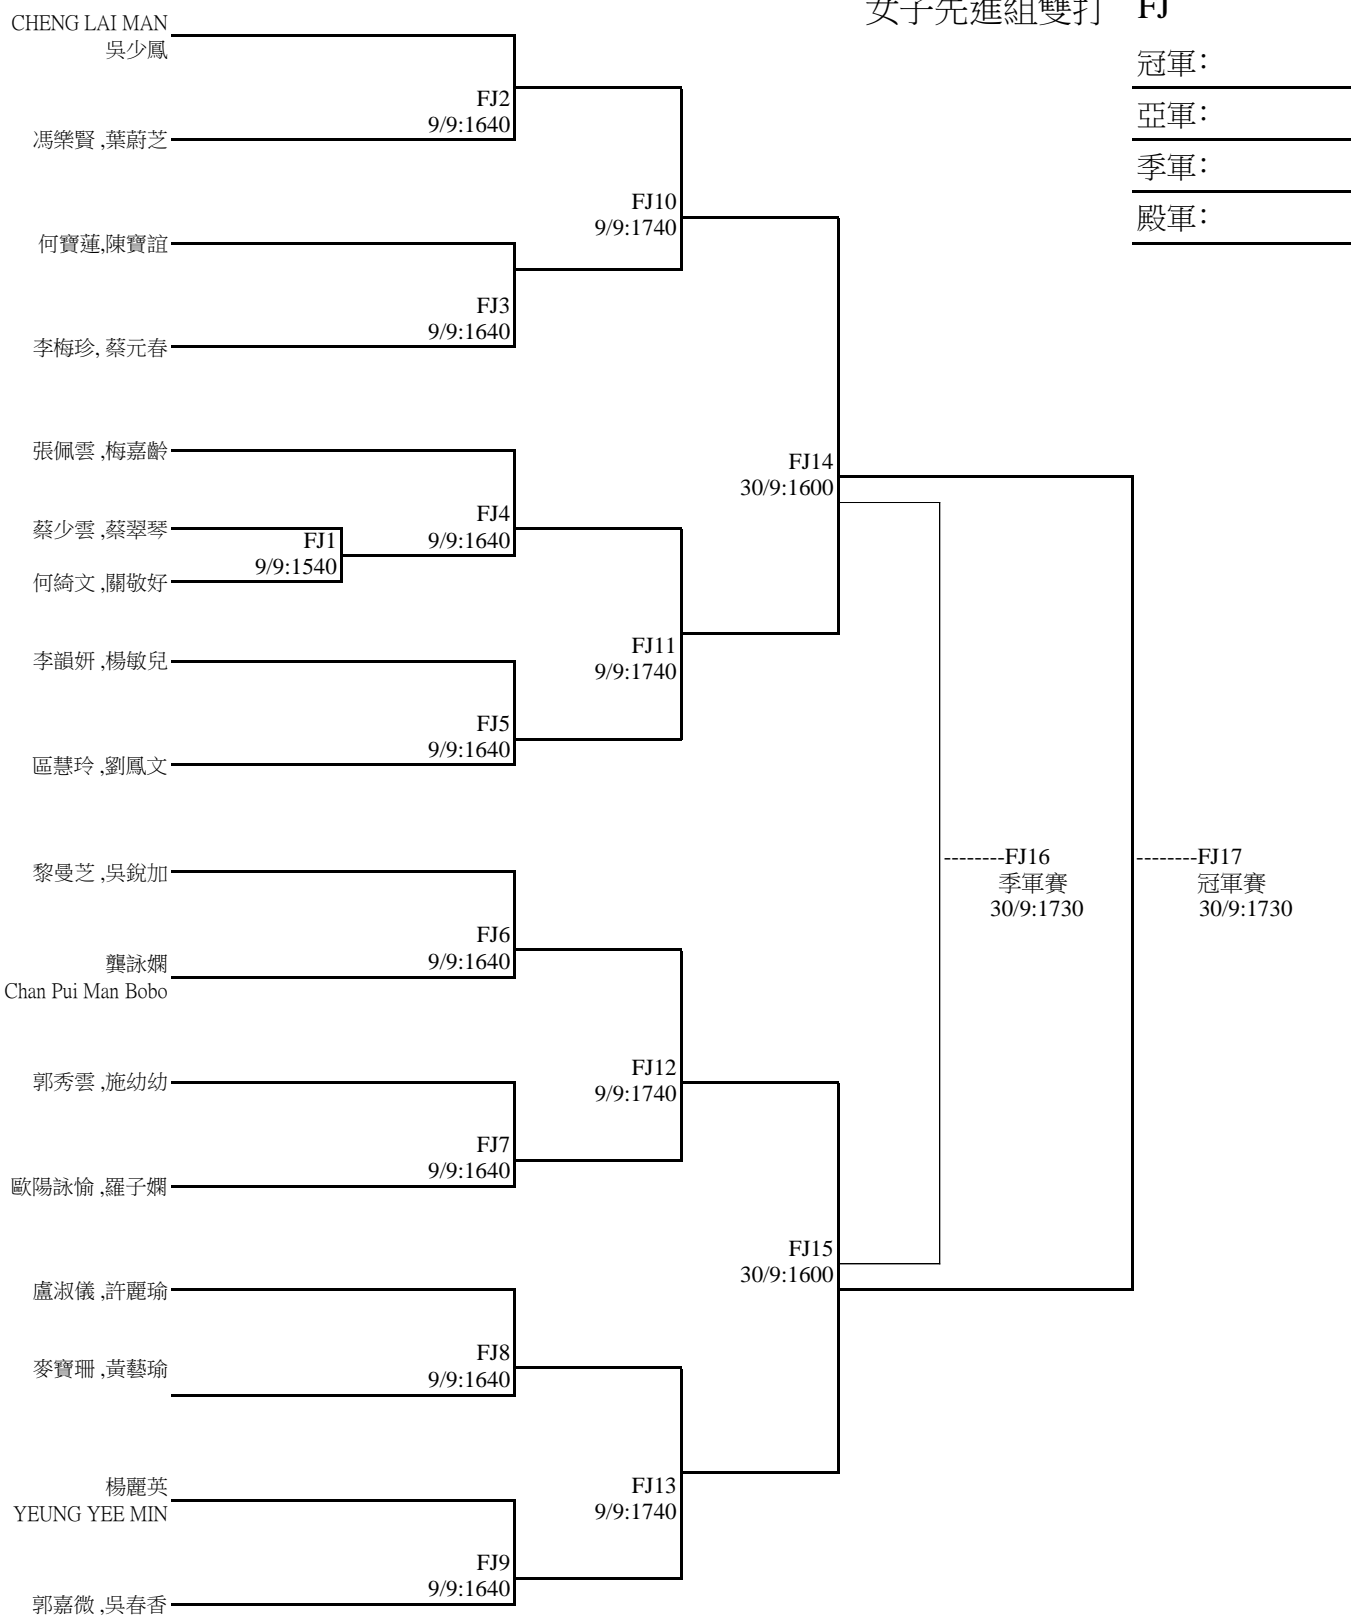 女子先進組雙打 FJ
冠軍：
亞軍：
季軍：
殿軍：
CHENG LAI MAN
吳少鳳
FJ2
9/9:1640
馮樂賢 ,葉蔚芝
FJ10
9/9:1740
何寶蓮,陳寶誼
FJ3
9/9:1640
李梅珍, 蔡元春
張佩雲 ,梅嘉齡
FJ14
30/9:1600
蔡少雲 ,蔡翠琴
FJ1
9/9:1540
FJ4
9/9:1640
何綺文 ,關敬好
李韻妍 ,楊敏兒
FJ11
9/9:1740
FJ5
9/9:1640
區慧玲 ,劉鳳文
黎曼芝 ,吳銳加
--------FJ16
季軍賽
30/9:1730
--------FJ17
冠軍賽
30/9:1730
FJ6
9/9:1640
龔詠嫻
Chan Pui Man Bobo
郭秀雲 ,施幼幼
FJ12
9/9:1740
FJ7
9/9:1640
歐陽詠愉 ,羅子嫻
FJ15
30/9:1600
盧淑儀 ,許麗瑜
FJ8
9/9:1640
麥寶珊 ,黃藝瑜
楊麗英
YEUNG YEE MIN
FJ13
9/9:1740
FJ9
9/9:1640
郭嘉微 ,吳春香